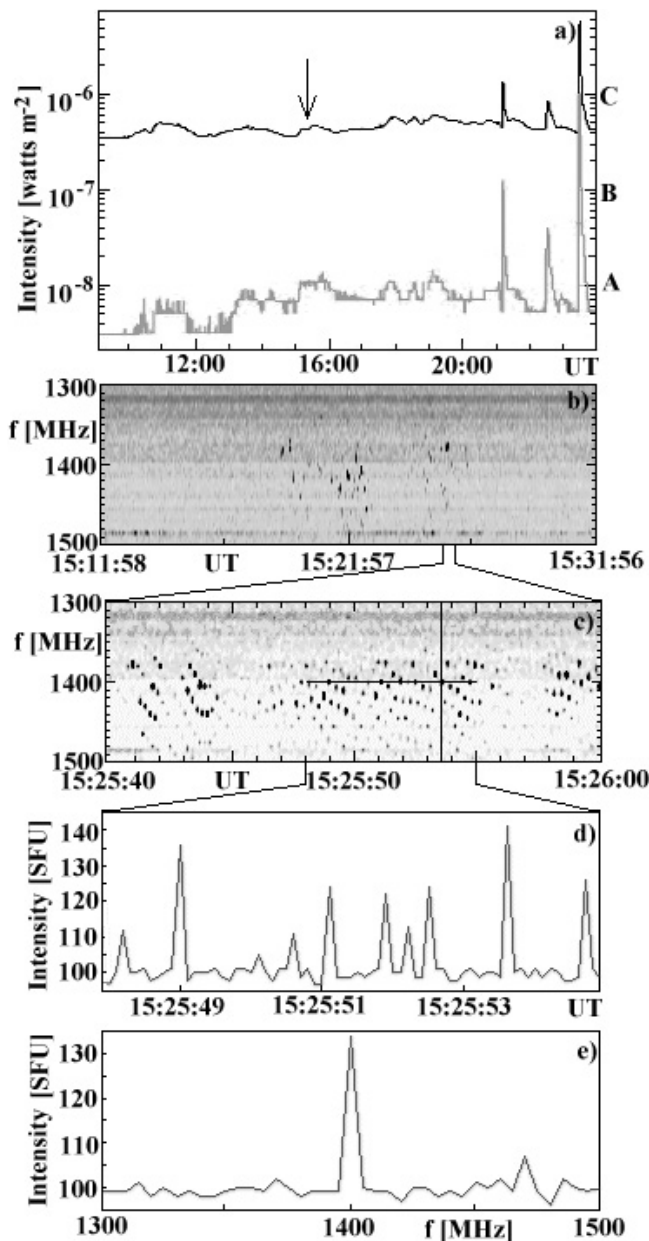 a)
Intensity [watts m-2]
10-6
10-7
10-8
C
B
A
12:00 16:00 20:00 UT
b)
f [MHz]
1300
1400
1500
15:11:58 UT 15:21:57 15:31:56
c)
f [MHz]
1300
1400
1500
15:25:40 UT 15:25:50 15:26:00
d)
Intensity [SFU]
140
130
120
110
100
15:25:49 15:25:51 15:25:53 UT
e)
Intensity [SFU]
130
120
110
100
1300 1400 f [MHz] 1500